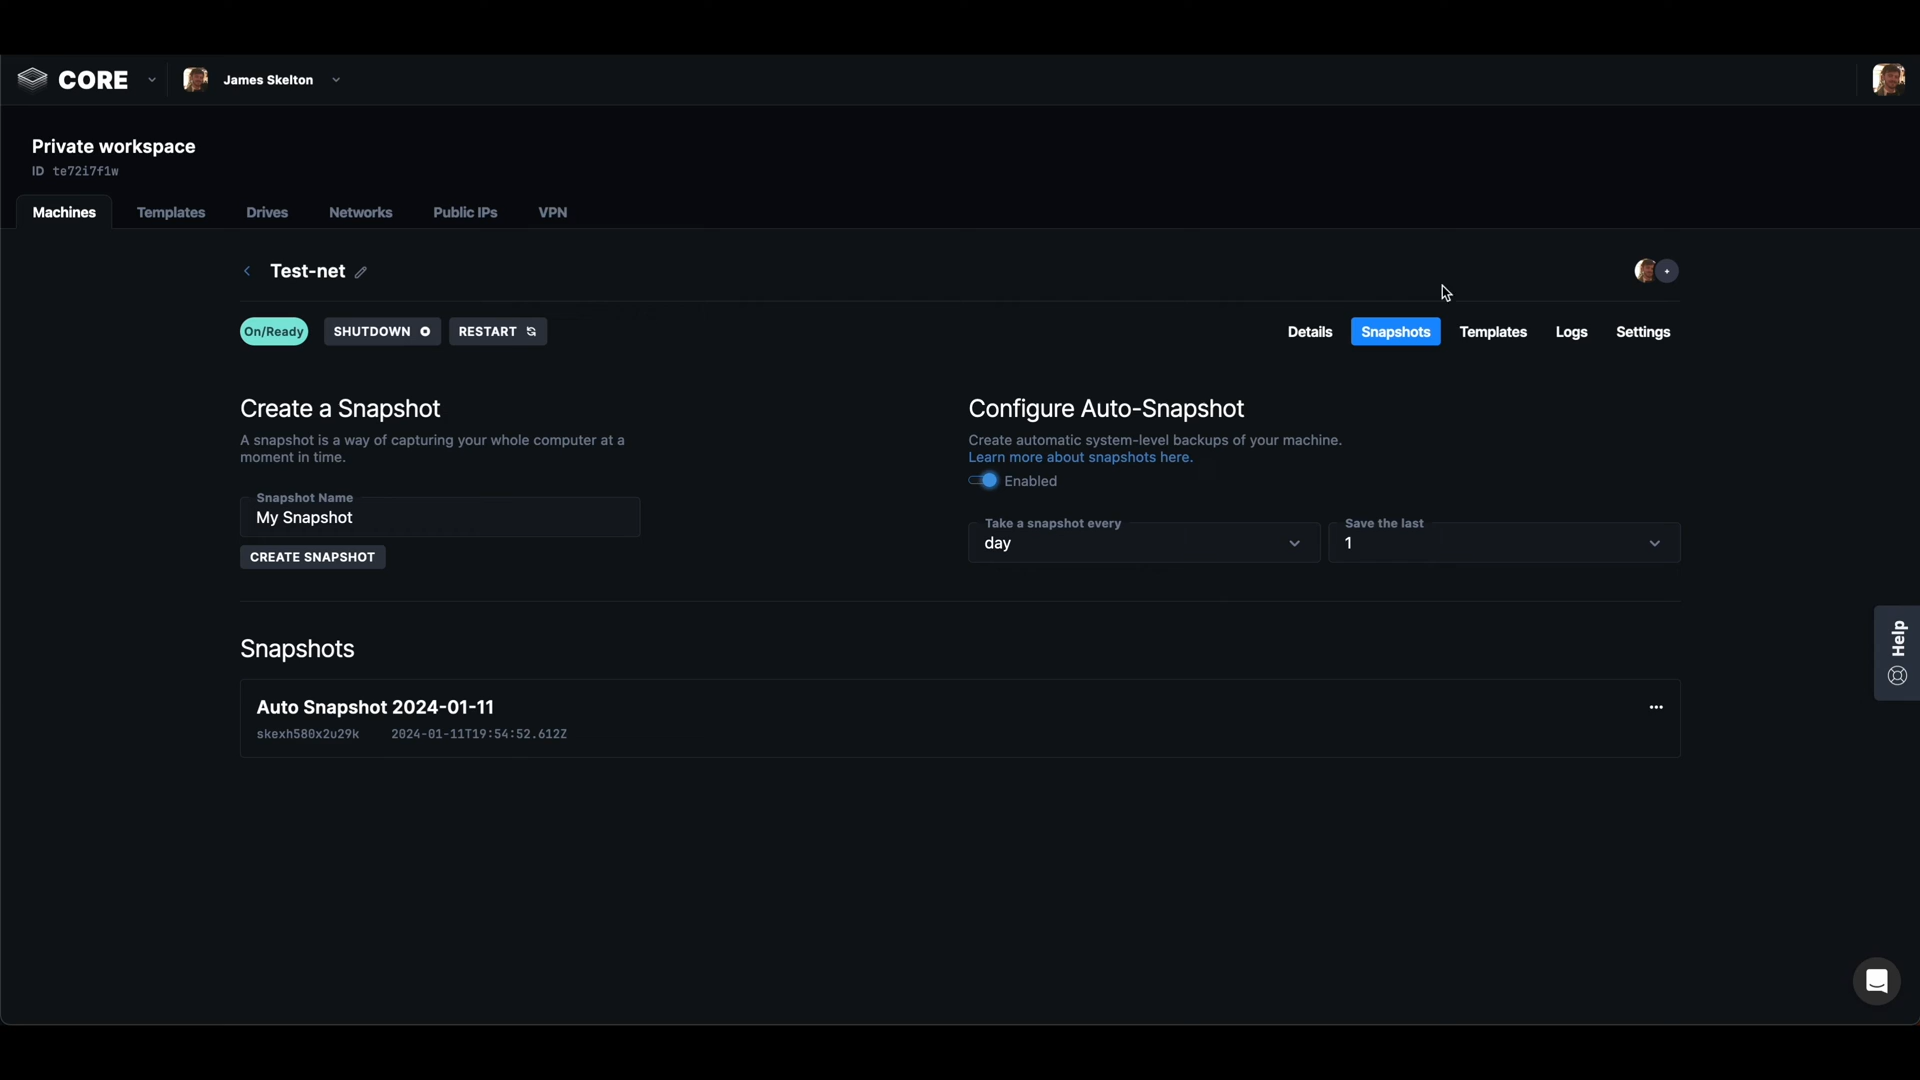 CORE
James Skelton
Private workspace
ID te72i7f1w
Machines Templates Drives Networks Public IPs VPN
Test-net
On/Ready SHUTDOWN RESTART Details Snapshots Templates Logs Settings
Create a Snapshot
A snapshot is a way of capturing your whole computer at a
moment in time.
Snapshot Name
My Snapshot
CREATE SNAPSHOT
Configure Auto-Snapshot
Create automatic system-level backups of your machine.
Learn more about snapshots here.
Enabled
Take a snapshot every
day
Save the last
1
Snapshots
Auto Snapshot 2024-01-11
skexh580x2u29k 2024-01-11T19:54:52.612Z
Help